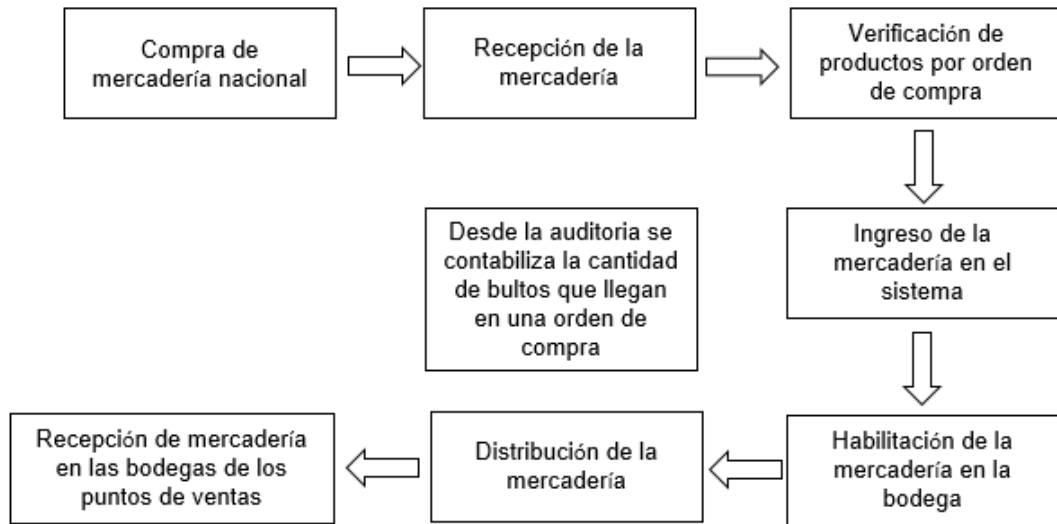 Compra de
mercadería nacional
Recepción de la
mercadería
Verificación de
productos por orden
de compra
Ingreso de la
mercadería en el
sistema
Desde la auditoria se
contabiliza la cantidad
de bultos que llegan
en una orden de
compra
Habilitación de la
mercadería en la
bodega
Distribución de la
mercadería
Recepción de mercadería
en las bodegas de los
puntos de ventas